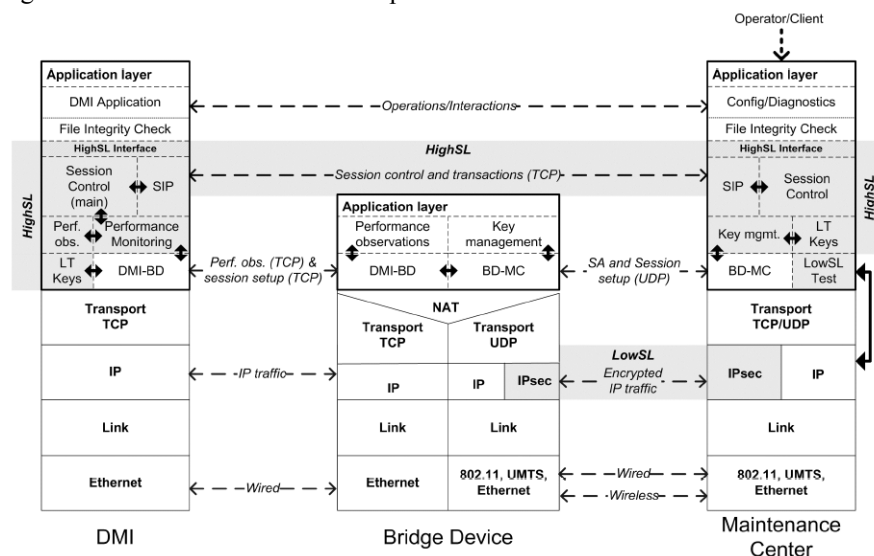 Operator/Client
Application layer
DMI Application
File Integrity Check
HighSL Interface
Session
Control
(main)
SIP
Perf.
obs.
Performance
Monitoring
LT
Keys
DMI-BD
Transport
TCP
IP
Link
Ethernet
DMI
HighSL
Operations/Interactions
HighSL
Session control and transactions (TCP)
Perf. obs. (TCP) &
session setup (TCP)
IP traffic
Wired
Application layer
Performance
observations
Key
management
DMI-BD
BD-MC
NAT
Transport
TCP
Transport
UDP
IP
IP
IPsec
Link
Link
Ethernet
802.11, UMTS,
Ethernet
Bridge Device
SA and Session
setup (UDP)
LowSL
Encrypted
IP traffic
Wired
Wireless
Application layer
Config/Diagnostics
File Integrity Check
HighSL Interface
SIP
Session
Control
Key mgmt.
LT
Keys
BD-MC
LowSL
Test
Transport
TCP/UDP
IPsec
IP
Link
802.11, UMTS,
Ethernet
Maintenance
Center
HighSL